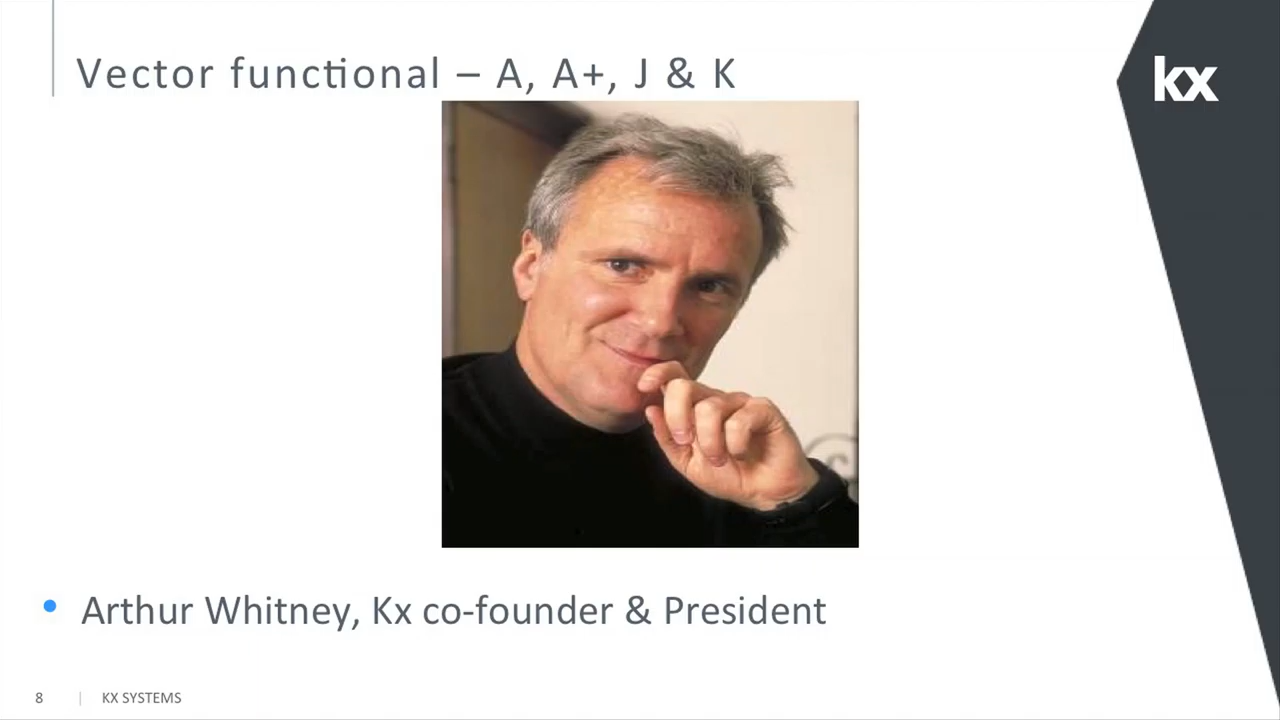 Vector functional – A, A+, J & K
kx
• Arthur Whitney, Kx co-founder & President
8 | KX SYSTEMS